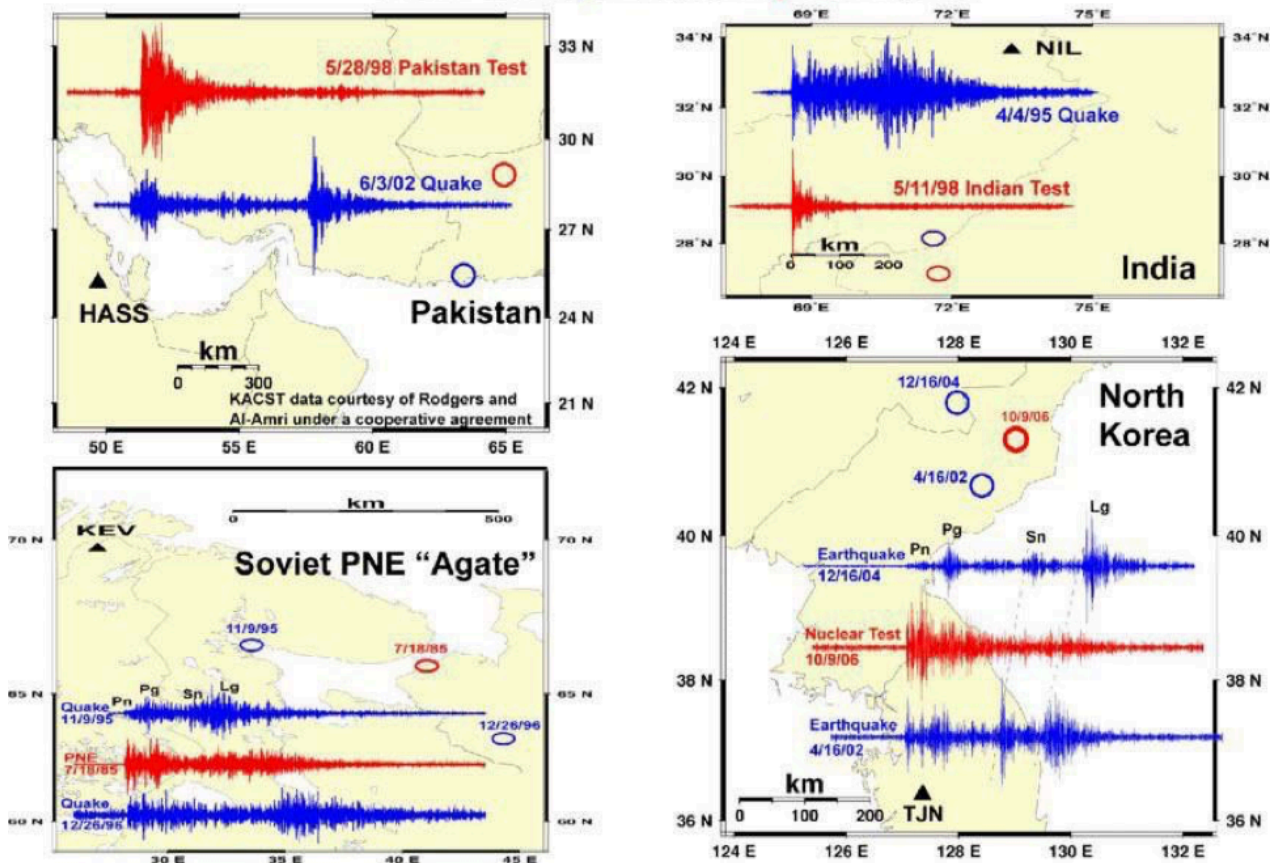 33 N
5/28/98 Pakistan Test
30 N
6/3/02 Quake
27 N
HASS
Pakistan
24 N
km
0 300
KACST data courtesy of Rodgers and
Al-Amri under a cooperative agreement
21 N
50 E 55 E 60 E 65 E
69°E 72°E 75°E
34°N 34°N
NIL
32°N 32°N
4/4/95 Quake
30°N 30°N
5/11/98 Indian Test
28°N 28°N
km
0 100 200
India
69°E 72°E 75°E
km
0 500
KEV
70 N 70 N
Soviet PNE “Agate”
11/9/95
7/18/85
65 N 65 N
Pn Pg Sn Lg
Quake
11/9/95
12/26/96
PNE
7/18/85
Quake
12/26/96
60 N 60 N
30 E 35 E 40 E 45 E
124 E 126 E 128 E 130 E 132 E
42 N 42 N
12/16/04
North
Korea
10/9/06
4/16/02
Lg
Pg
Pn Sn
40 N 40 N
Earthquake
12/16/04
Nuclear Test
10/9/06
38 N 38 N
Earthquake
4/16/02
km
0 100 200
TJN
36 N 36 N
124 E 126 E 128 E 130 E 132 E